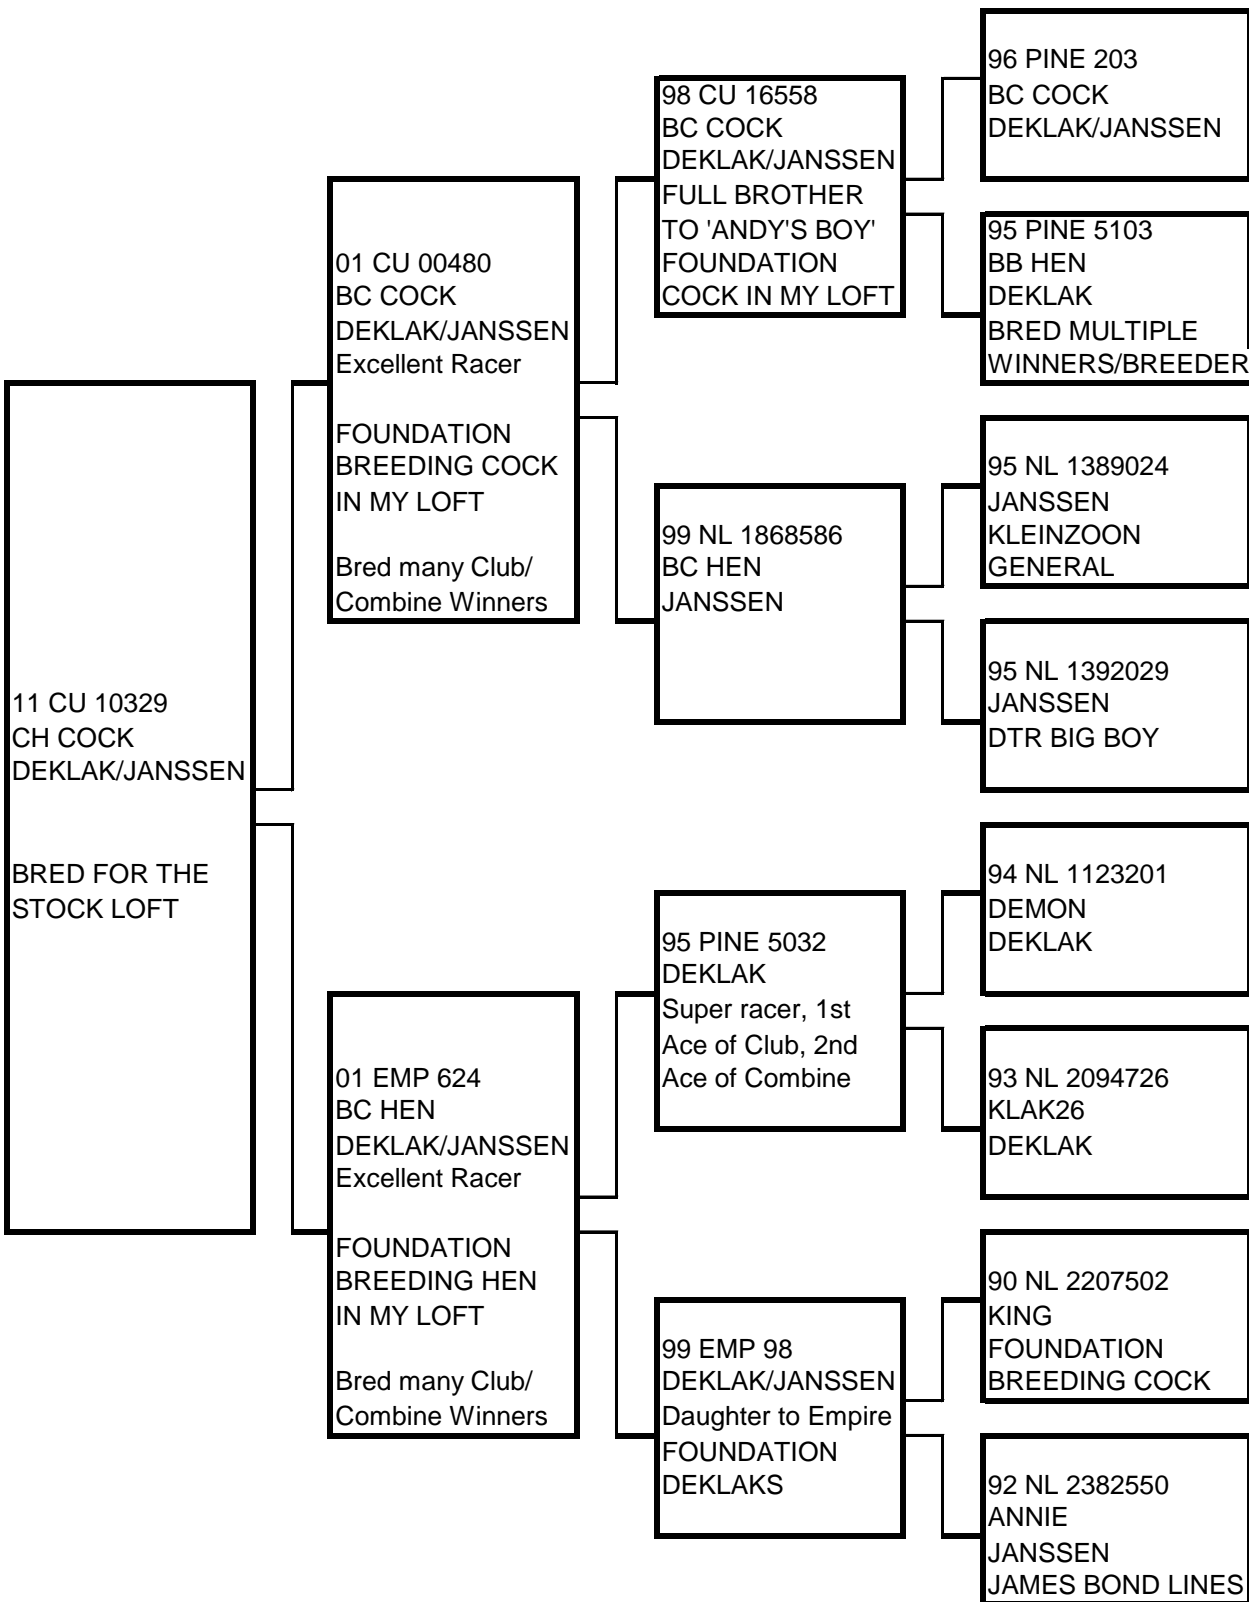 11 CU 10329
CH COCK
DEKLAK/JANSSEN
BRED FOR THE
STOCK LOFT
01 CU 00480
BC COCK
DEKLAK/JANSSEN
Excellent Racer
FOUNDATION
BREEDING COCK
IN MY LOFT
Bred many Club/
Combine Winners
01 EMP 624
BC HEN
DEKLAK/JANSSEN
Excellent Racer
FOUNDATION
BREEDING HEN
IN MY LOFT
Bred many Club/
Combine Winners
98 CU 16558
BC COCK
DEKLAK/JANSSEN
FULL BROTHER
TO 'ANDY'S BOY'
FOUNDATION
COCK IN MY LOFT
99 NL 1868586
BC HEN
JANSSEN
95 PINE 5032
DEKLAK
Super racer, 1st
Ace of Club, 2nd
Ace of Combine
99 EMP 98
DEKLAK/JANSSEN
Daughter to Empire
FOUNDATION
DEKLAKS
96 PINE 203
BC COCK
DEKLAK/JANSSEN
95 PINE 5103
BB HEN
DEKLAK
BRED MULTIPLE
WINNERS/BREEDER
95 NL 1389024
JANSSEN
KLEINZOON
GENERAL
95 NL 1392029
JANSSEN
DTR BIG BOY
94 NL 1123201
DEMON
DEKLAK
93 NL 2094726
KLAK26
DEKLAK
90 NL 2207502
KING
FOUNDATION
BREEDING COCK
92 NL 2382550
ANNIE
JANSSEN
JAMES BOND LINES